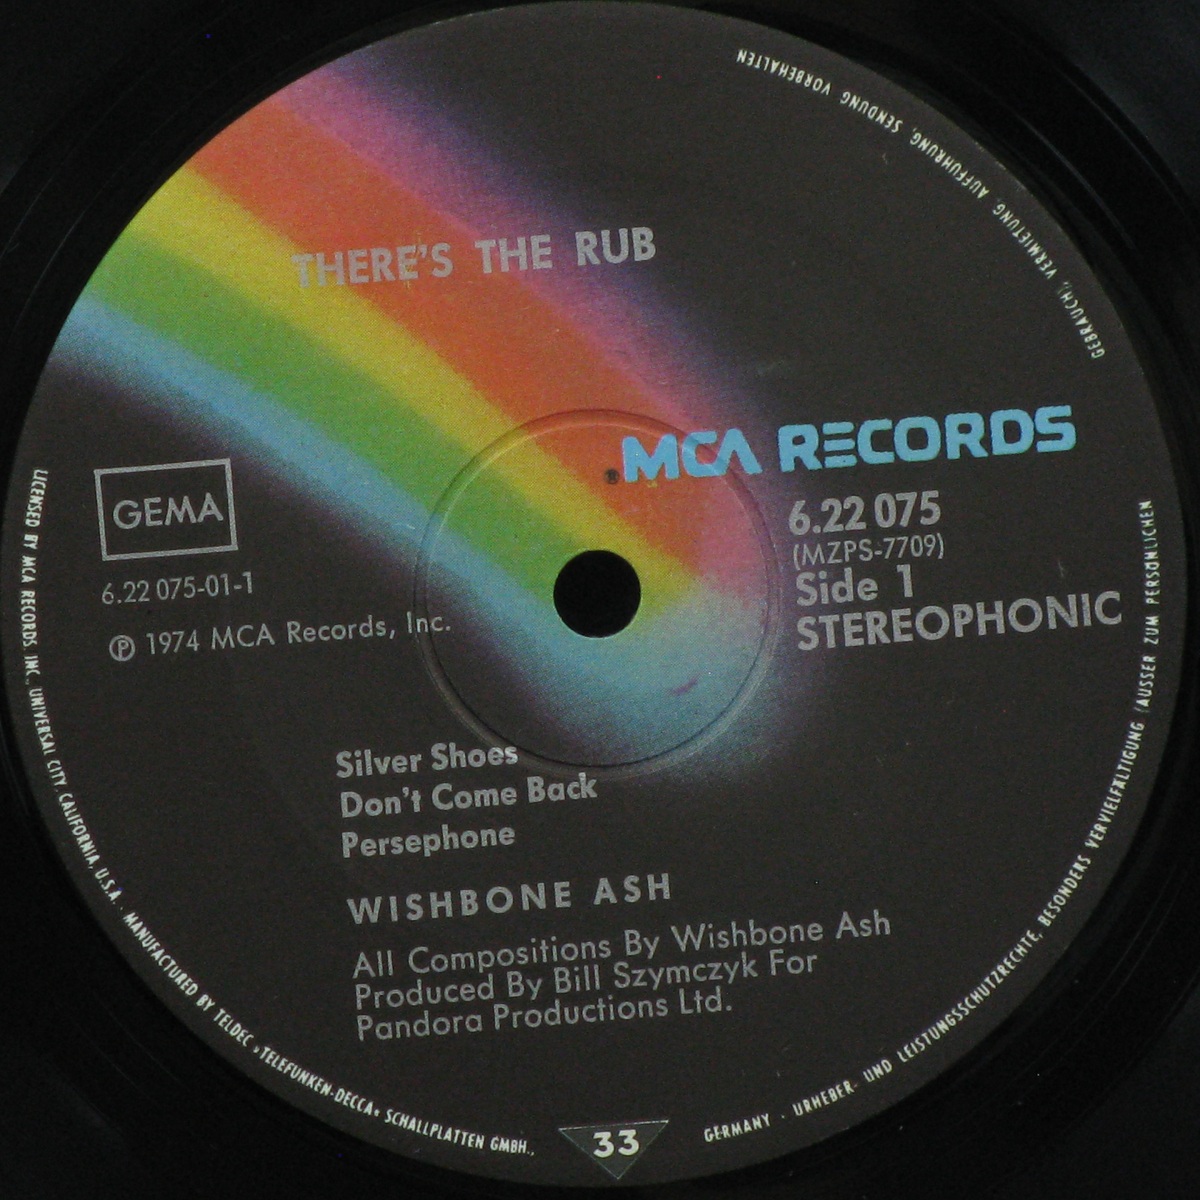 THERE'S THE RUB
® MCA RECORDS
6.22 075
(MZPS-7709)
Side 1
STEREOPHONIC
GEMA
6.22 075-01-1
℗ 1974 MCA Records, Inc.
Silver Shoes
Don't Come Back
Persephone
WISHBONE ASH
All Compositions By Wishbone Ash
Produced By Bill Szymczyk For
Pandora Productions Ltd.
33
LICENSED BY MCA RECORDS INC., UNIVERSAL CITY, CALIFORNIA, U.S.A. · MANUFACTURED BY TELDEC »TELEFUNKEN-DECCA« SCHALLPLATTEN GMBH., GERMANY · URHEBER- UND LEISTUNGSSCHUTZRECHTE, BESONDERS VERVIELFÄLTIGUNG (AUSSER ZUM PERSÖNLICHEN GEBRAUCH), VERMIETUNG, AUFFÜHRUNG, SENDUNG VORBEHALTEN